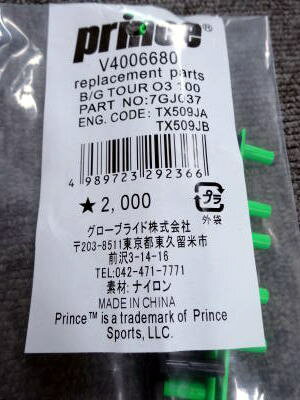 prince
V4006680
replacement parts
B/G TOUR O3 100
PART NO:7GJ037
ENG. CODE: TX509JA
TX509JB
4 989723 292366
★ 2,000
プラ
外袋
グローブライド株式会社
〒203-8511東京都東久留米市
前沢3-14-16
TEL:042-471-7771
素材: ナイロン
MADE IN CHINA
Prince™ is a trademark of Prince
Sports, LLC.